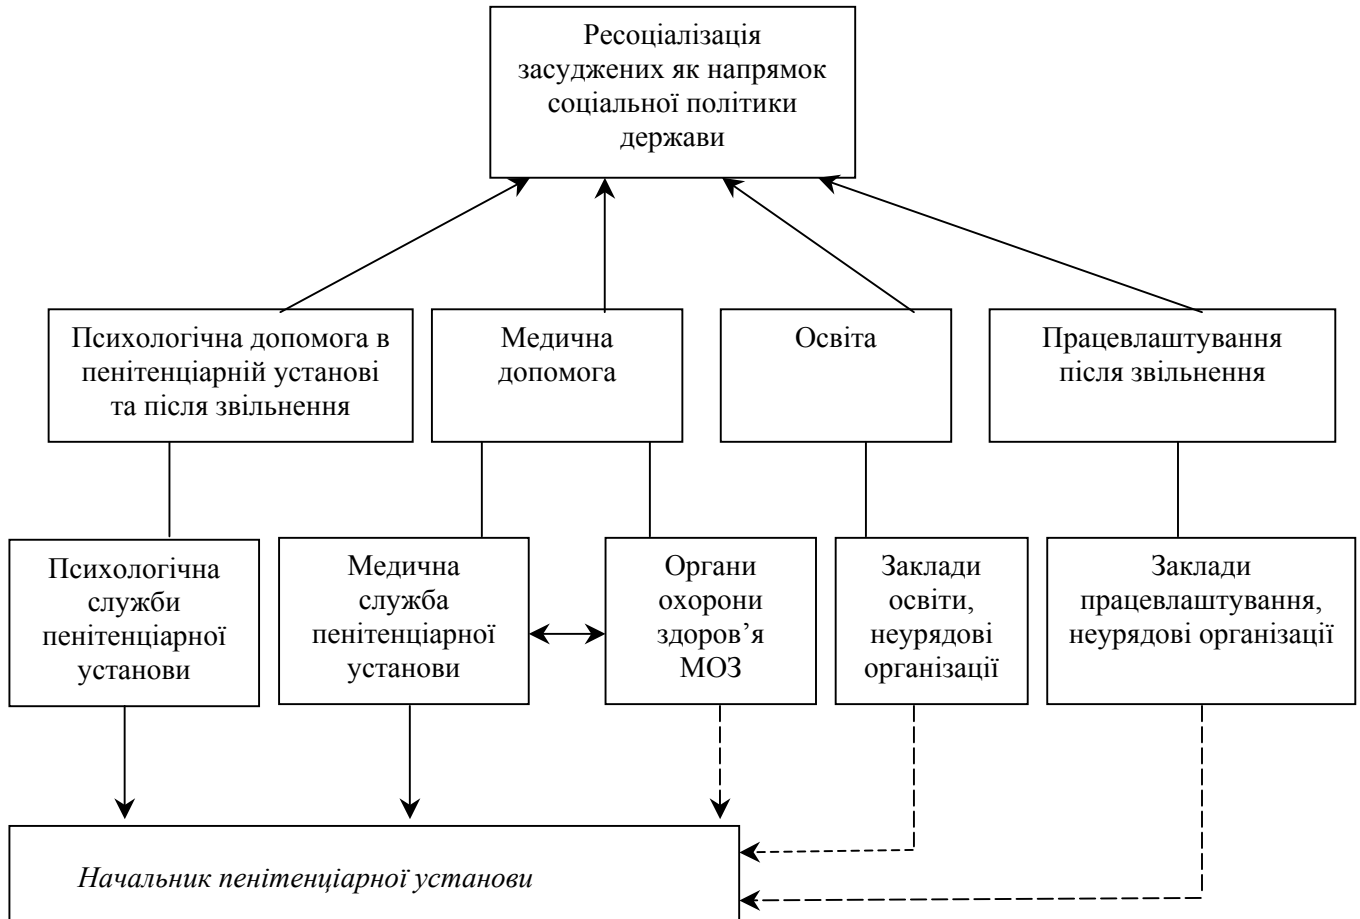 Ресоціалізація
засуджених як напрямок
соціальної політики
держави
Психологічна допомога в
пенітенціарній установі
та після звільнення
Медична
допомога
Освіта
Працевлаштування
після звільнення
Психологічна
служби
пенітенціарної
установи
Медична
служба
пенітенціарної
установи
Органи
охорони
здоров’я
МОЗ
Заклади
освіти,
неурядові
організації
Заклади
працевлаштування,
неурядові організації
Начальник пенітенціарної установи